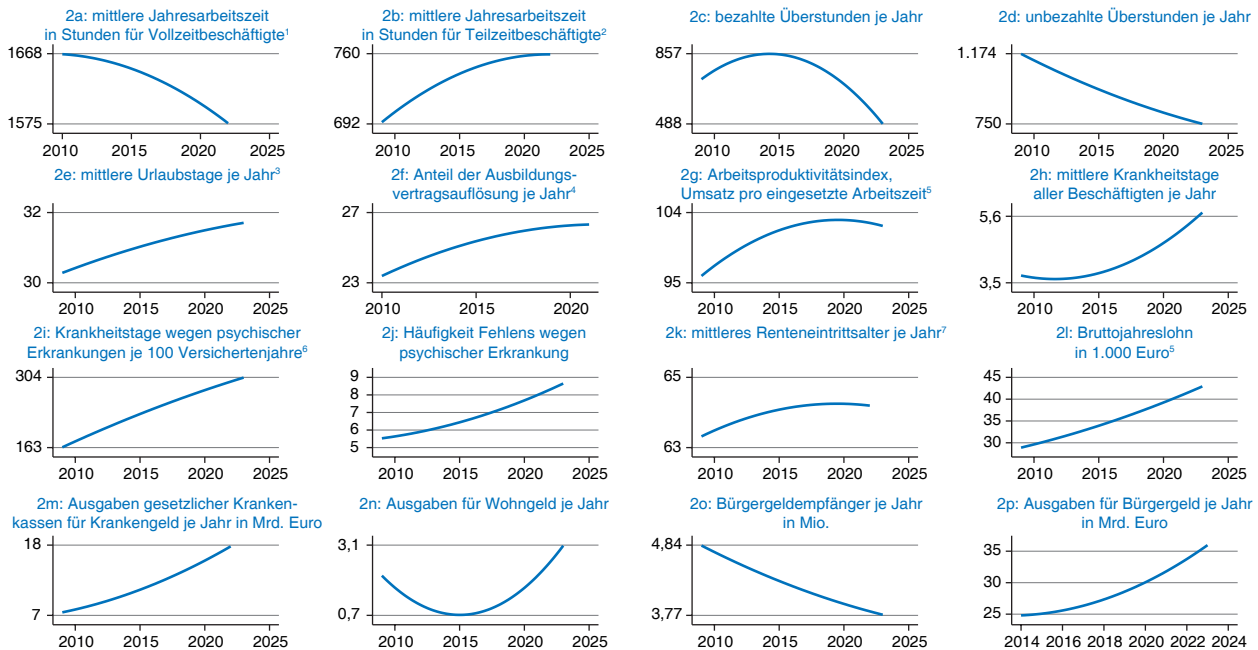 2a: mittlere Jahresarbeitszeit
in Stunden für Vollzeitbeschäftigte¹
1668
1575
2010 2015 2020 2025
2b: mittlere Jahresarbeitszeit
in Stunden für Teilzeitbeschäftigte²
760
692
2010 2015 2020 2025
2c: bezahlte Überstunden je Jahr
857
488
2010 2015 2020 2025
2d: unbezahlte Überstunden je Jahr
1.174
750
2010 2015 2020 2025
2e: mittlere Urlaubstage je Jahr³
32
30
2010 2015 2020 2025
2f: Anteil der Ausbildungs-
vertragsauflösung je Jahr⁴
27
23
2010 2015 2020
2g: Arbeitsproduktivitätsindex,
Umsatz pro eingesetzte Arbeitszeit⁵
104
95
2010 2015 2020 2025
2h: mittlere Krankheitstage
aller Beschäftigten je Jahr
5,6
3,5
2010 2015 2020 2025
2i: Krankheitstage wegen psychischer
Erkrankungen je 100 Versichertenjahre⁶
304
163
2010 2015 2020 2025
2j: Häufigkeit Fehlens wegen
psychischer Erkrankung
9
8
7
6
5
2010 2015 2020 2025
2k: mittleres Renteneintrittsalter je Jahr⁷
65
63
2010 2015 2020 2025
2l: Bruttojahreslohn
in 1.000 Euro⁵
45
40
35
30
2010 2015 2020 2025
2m: Ausgaben gesetzlicher Kranken-
kassen für Krankengeld je Jahr in Mrd. Euro
18
7
2010 2015 2020 2025
2n: Ausgaben für Wohngeld je Jahr
3,1
0,7
2010 2015 2020 2025
2o: Bürgergeldempfänger je Jahr
in Mio.
4,84
3,77
2010 2015 2020 2025
2p: Ausgaben für Bürgergeld je Jahr
in Mrd. Euro
35
30
25
2014 2016 2018 2020 2022 2024